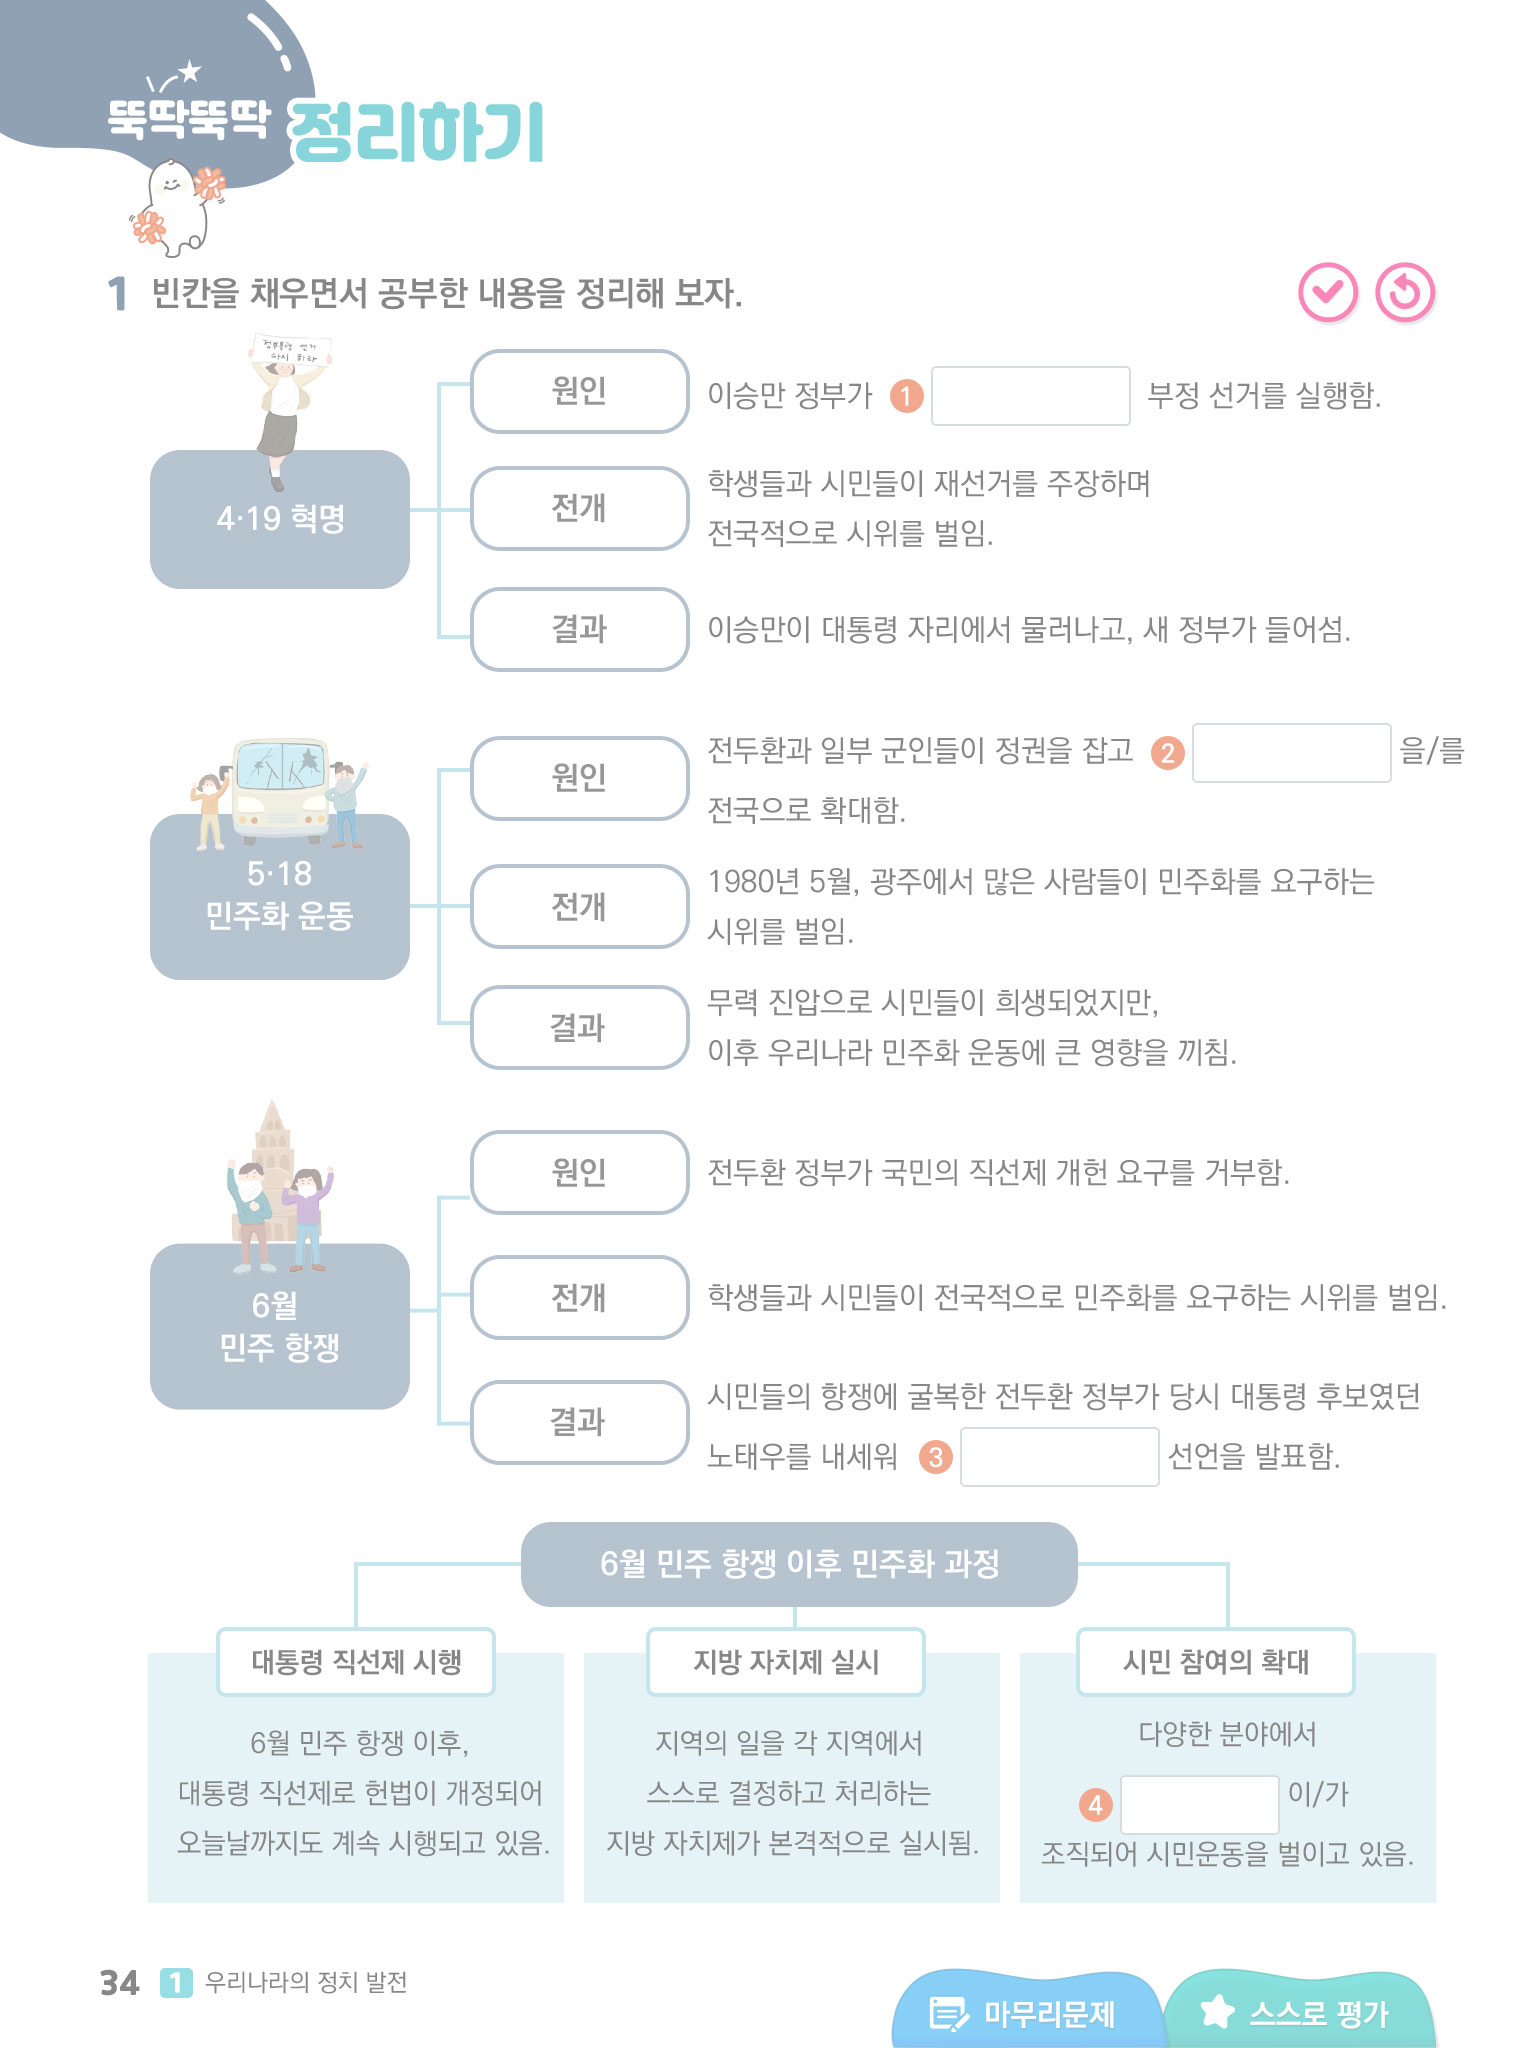 뚝딱뚝딱 정리하기
1 빈칸을 채우면서 공부한 내용을 정리해 보자.
정부통령 선거
다시 하라
4·19 혁명
원인
이승만 정부가 1 부정 선거를 실행함.
전개
학생들과 시민들이 재선거를 주장하며
전국적으로 시위를 벌임.
결과
이승만이 대통령 자리에서 물러나고, 새 정부가 들어섬.
5·18
민주화 운동
원인
전두환과 일부 군인들이 정권을 잡고 2 을/를
전국으로 확대함.
전개
1980년 5월, 광주에서 많은 사람들이 민주화를 요구하는
시위를 벌임.
결과
무력 진압으로 시민들이 희생되었지만,
이후 우리나라 민주화 운동에 큰 영향을 끼침.
6월
민주 항쟁
원인
전두환 정부가 국민의 직선제 개헌 요구를 거부함.
전개
학생들과 시민들이 전국적으로 민주화를 요구하는 시위를 벌임.
결과
시민들의 항쟁에 굴복한 전두환 정부가 당시 대통령 후보였던
노태우를 내세워 3 선언을 발표함.
6월 민주 항쟁 이후 민주화 과정
대통령 직선제 시행
6월 민주 항쟁 이후,
대통령 직선제로 헌법이 개정되어
오늘날까지도 계속 시행되고 있음.
지방 자치제 실시
지역의 일을 각 지역에서
스스로 결정하고 처리하는
지방 자치제가 본격적으로 실시됨.
시민 참여의 확대
다양한 분야에서
4 이/가
조직되어 시민운동을 벌이고 있음.
34 1 우리나라의 정치 발전
마무리문제
스스로 평가